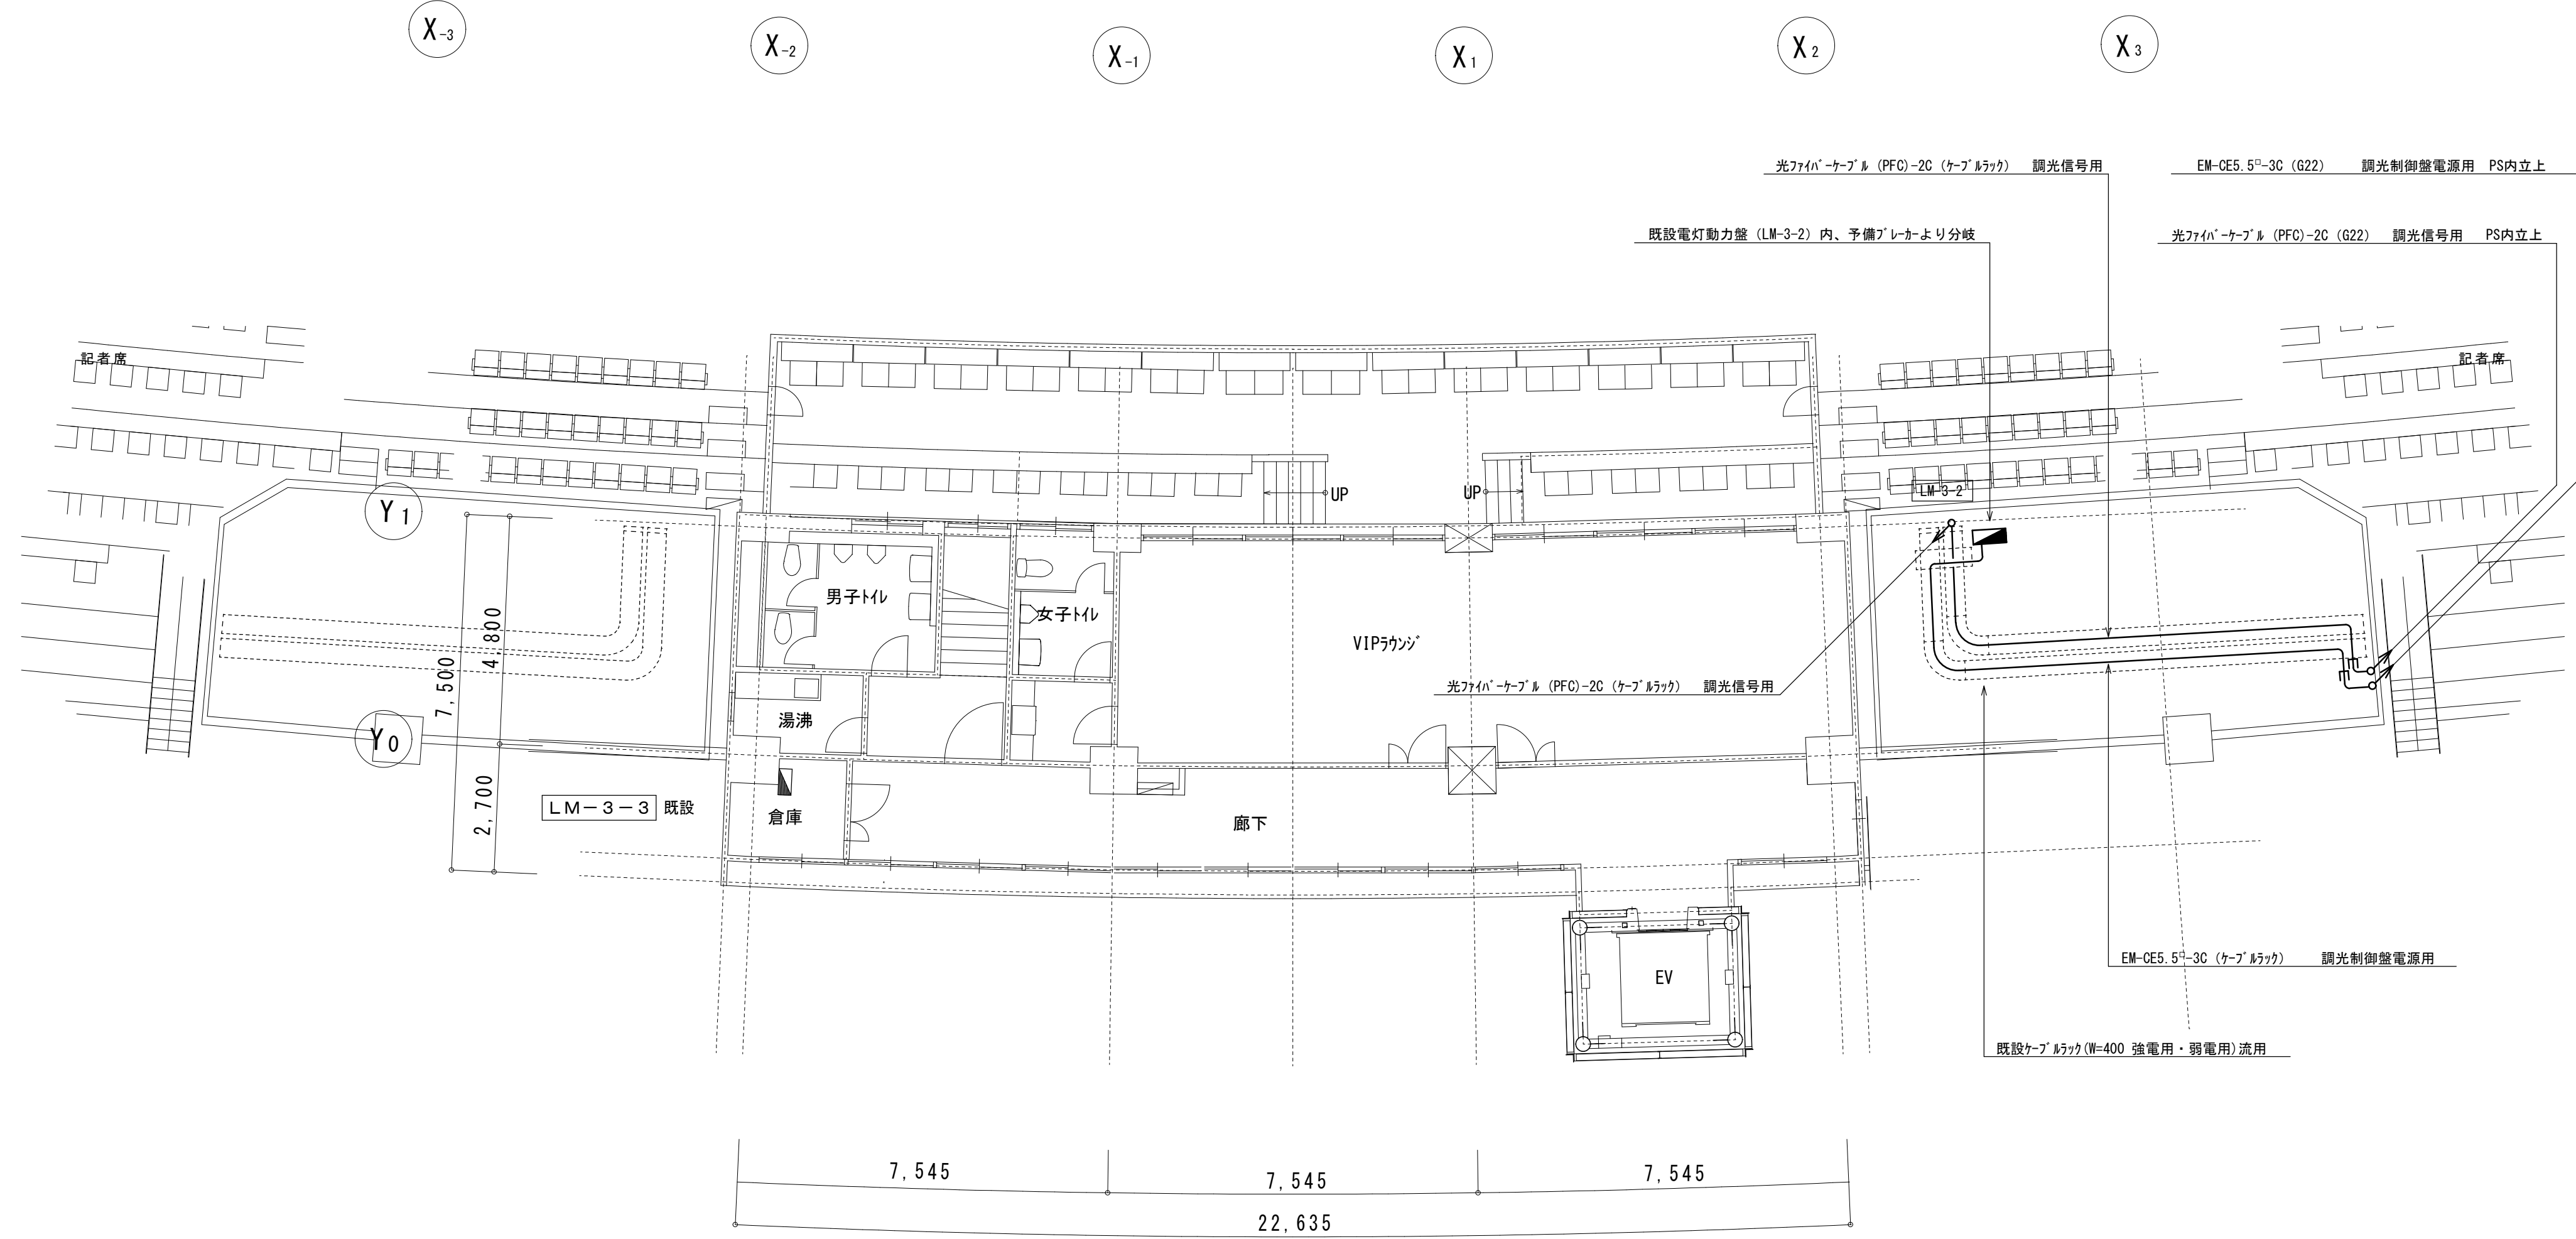 X-3
X-2
X-1
X1
X2
X3
光ﾌｧｲﾊﾞｰｹｰﾌﾞﾙ (PFC)-2C (ｹｰﾌﾞﾙﾗｯｸ) 調光信号用
EM-CE5.5□-3C (G22) 調光制御盤電源用 PS内立上
既設電灯動力盤 (LM-3-2) 内、予備ﾌﾞﾚｰｶｰより分岐
光ﾌｧｲﾊﾞｰｹｰﾌﾞﾙ (PFC)-2C (G22) 調光信号用 PS内立上
記者席
記者席
LM-3-2
UP
UP
Y1
男子ﾄｲﾚ
女子ﾄｲﾚ
4,800
7,500
VIPﾗｳﾝｼﾞ
光ﾌｧｲﾊﾞｰｹｰﾌﾞﾙ (PFC)-2C (ｹｰﾌﾞﾙﾗｯｸ) 調光信号用
湯沸
Y0
2,700
LM－3－3 既設
倉庫
廊下
EV
EM-CE5.5□-3C (ｹｰﾌﾞﾙﾗｯｸ) 調光制御盤電源用
既設ｹｰﾌﾞﾙﾗｯｸ(W=400 強電用・弱電用)流用
7,545
7,545
7,545
22,635